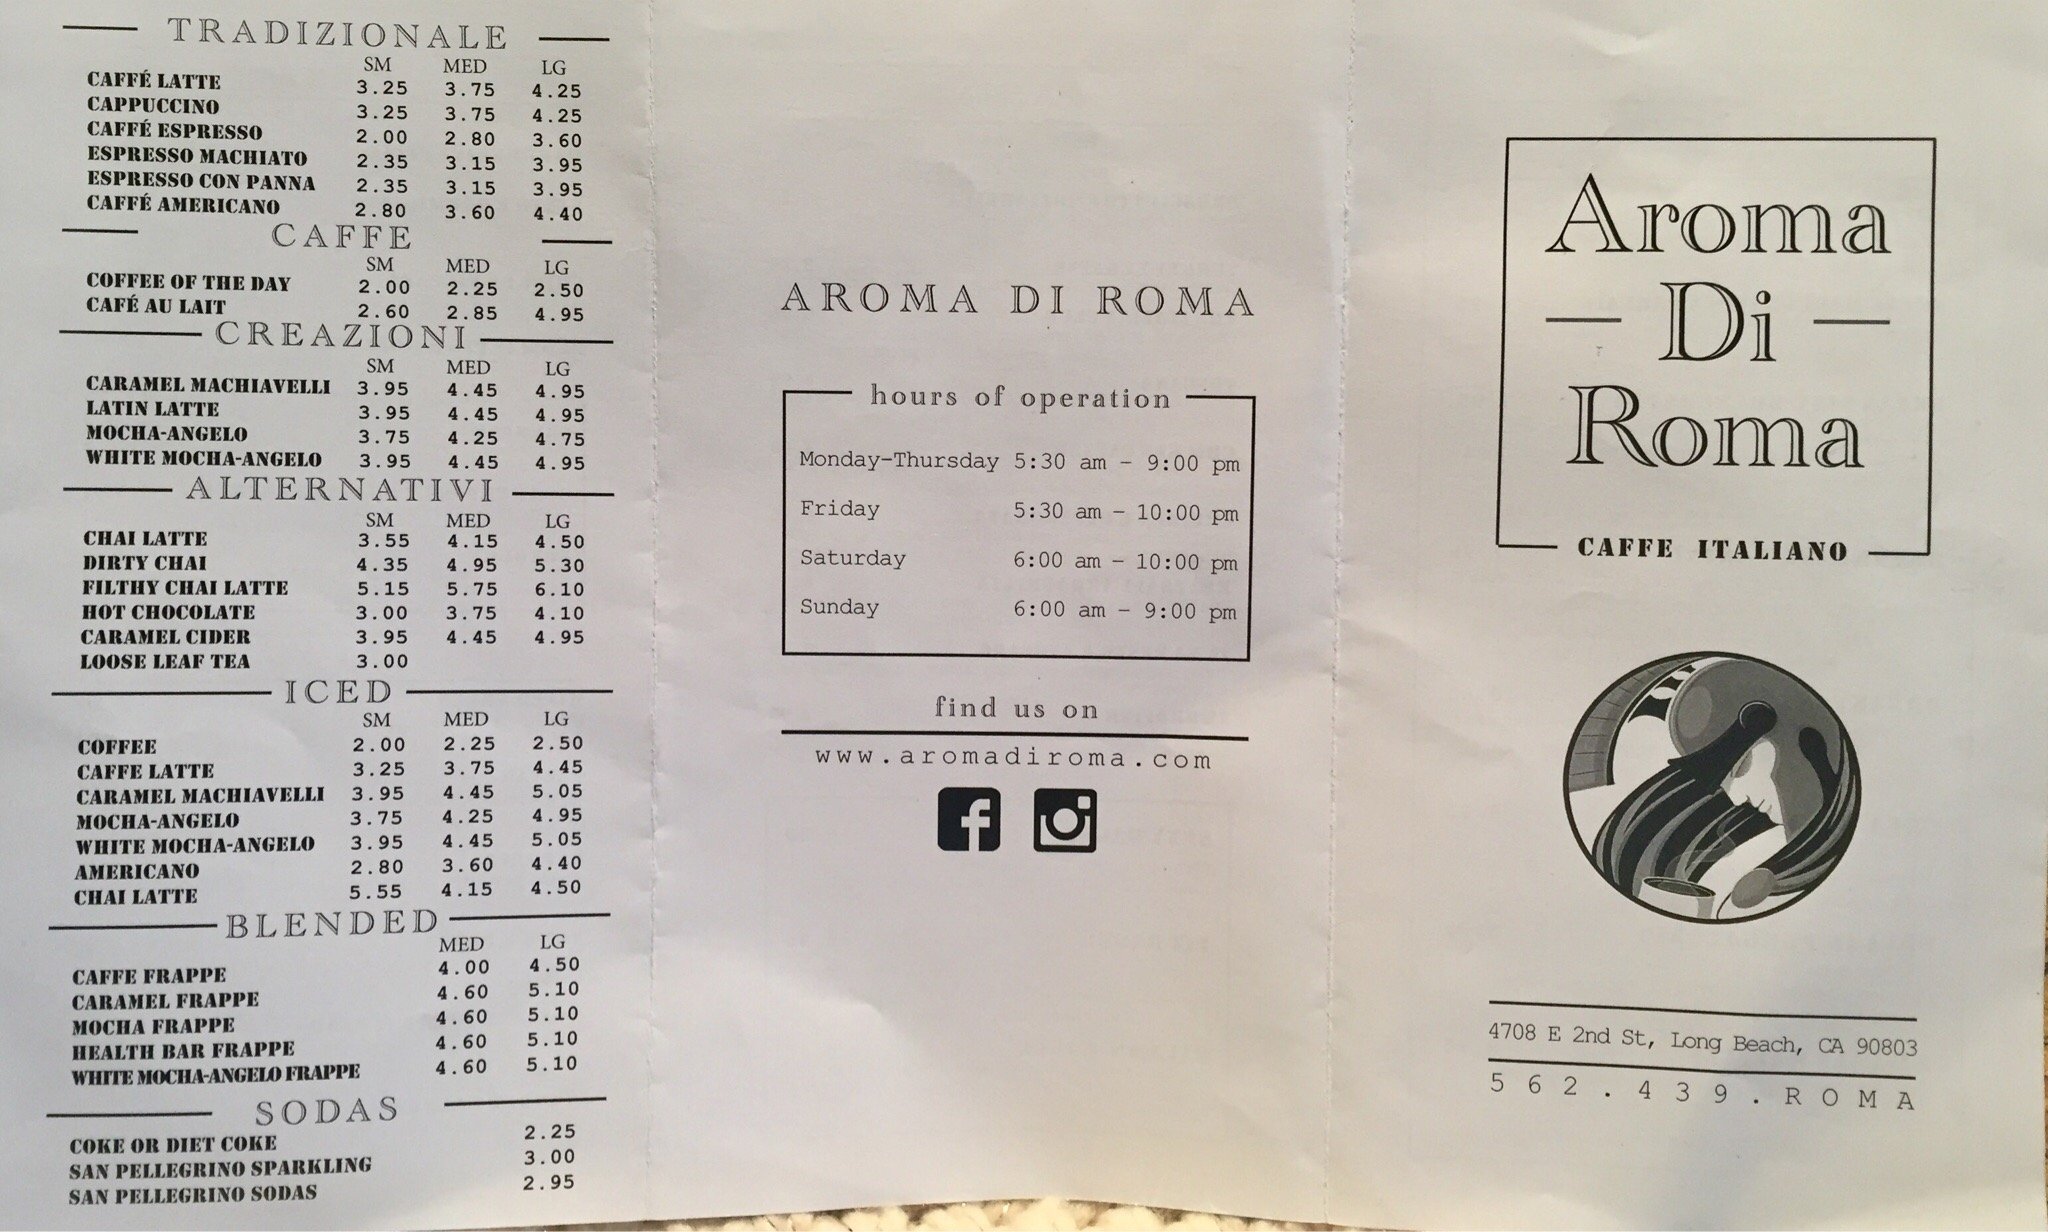 TRADIZIONALE
SM MED LG
CAFFÉ LATTE 3.25 3.75 4.25
CAPPUCCINO 3.25 3.75 4.25
CAFFÉ ESPRESSO 2.00 2.80 3.60
ESPRESSO MACHIATO 2.35 3.15 3.95
ESPRESSO CON PANNA 2.35 3.15 3.95
CAFFÉ AMERICANO 2.80 3.60 4.40
CAFFE
SM MED LG
COFFEE OF THE DAY 2.00 2.25 2.50
CAFÉ AU LAIT 2.60 2.85 4.95
CREAZIONI
SM MED LG
CARAMEL MACHIAVELLI 3.95 4.45 4.95
LATIN LATTE 3.95 4.45 4.95
MOCHA-ANGELO 3.75 4.25 4.75
WHITE MOCHA-ANGELO 3.95 4.45 4.95
ALTERNATIVI
SM MED LG
CHAI LATTE 3.55 4.15 4.50
DIRTY CHAI 4.35 4.95 5.30
FILTHY CHAI LATTE 5.15 5.75 6.10
HOT CHOCOLATE 3.00 3.75 4.10
CARAMEL CIDER 3.95 4.45 4.95
LOOSE LEAF TEA 3.00
ICED
SM MED LG
COFFEE 2.00 2.25 2.50
CAFFE LATTE 3.25 3.75 4.45
CARAMEL MACHIAVELLI 3.95 4.45 5.05
MOCHA-ANGELO 3.75 4.25 4.95
WHITE MOCHA-ANGELO 3.95 4.45 5.05
AMERICANO 2.80 3.60 4.40
CHAI LATTE 5.55 4.15 4.50
BLENDED
MED LG
CAFFE FRAPPE 4.00 4.50
CARAMEL FRAPPE 4.60 5.10
MOCHA FRAPPE 4.60 5.10
HEALTH BAR FRAPPE 4.60 5.10
WHITE MOCHA-ANGELO FRAPPE 4.60 5.10
SODAS
COKE OR DIET COKE 2.25
SAN PELLEGRINO SPARKLING 3.00
SAN PELLEGRINO SODAS 2.95
AROMA DI ROMA
hours of operation
Monday-Thursday 5:30 am - 9:00 pm
Friday 5:30 am - 10:00 pm
Saturday 6:00 am - 10:00 pm
Sunday 6:00 am - 9:00 pm
find us on
www.aromadiroma.com
Aroma
Di
Roma
CAFFE ITALIANO
4708 E 2nd St, Long Beach, CA 90803
562.439.ROMA